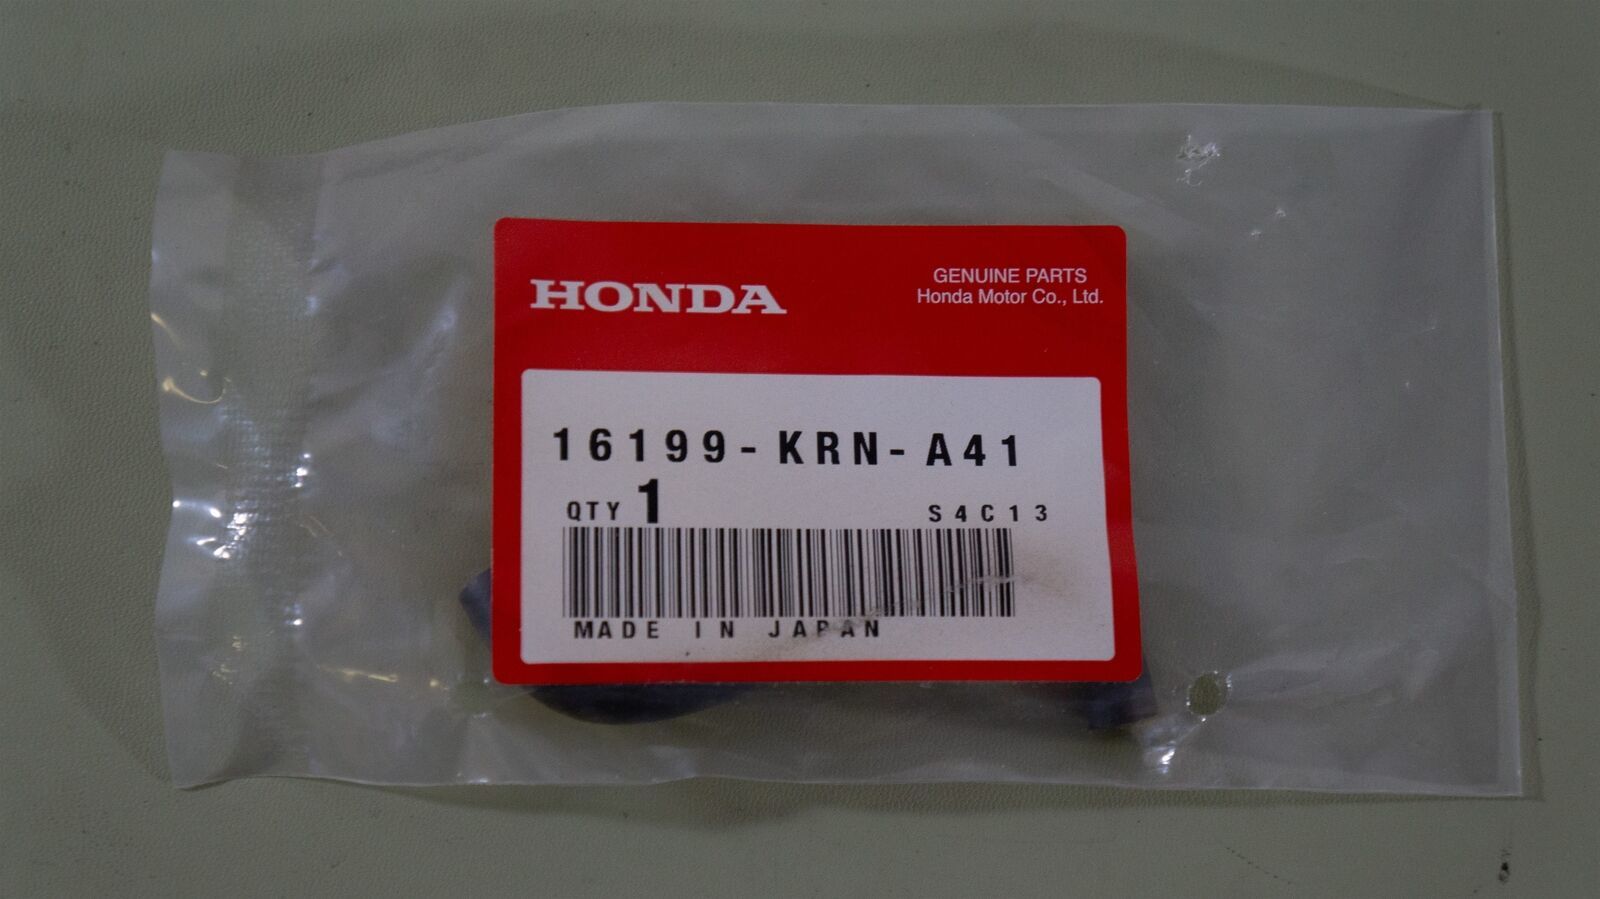 HONDA
GENUINE PARTS
Honda Motor Co., Ltd.
16199-KRN-A41
QTY 1 S4C13
MADE IN JAPAN